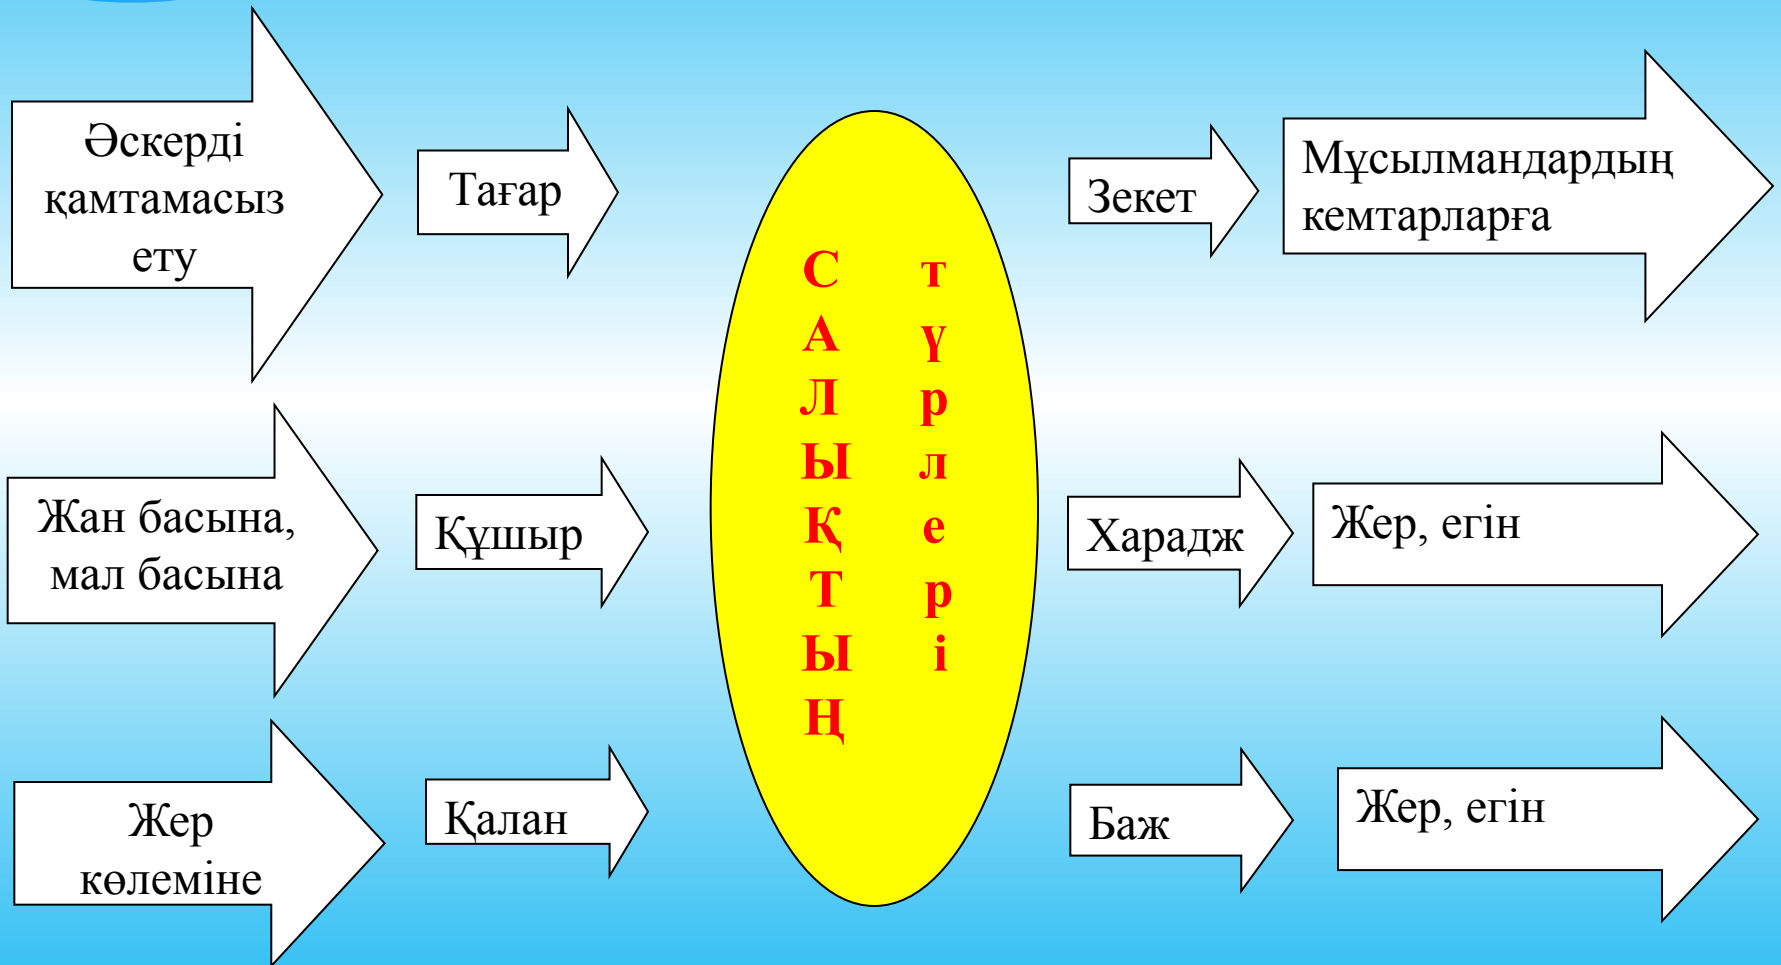 Әскерді
қамтамасыз
ету
Тағар
Зекет
Мұсылмандардың
кемтарларға
САЛЫҚТЫҢ
түрлері
Жан басына,
мал басына
Құшыр
Харадж
Жер, егін
Жер
көлеміне
Қалан
Баж
Жер, егін